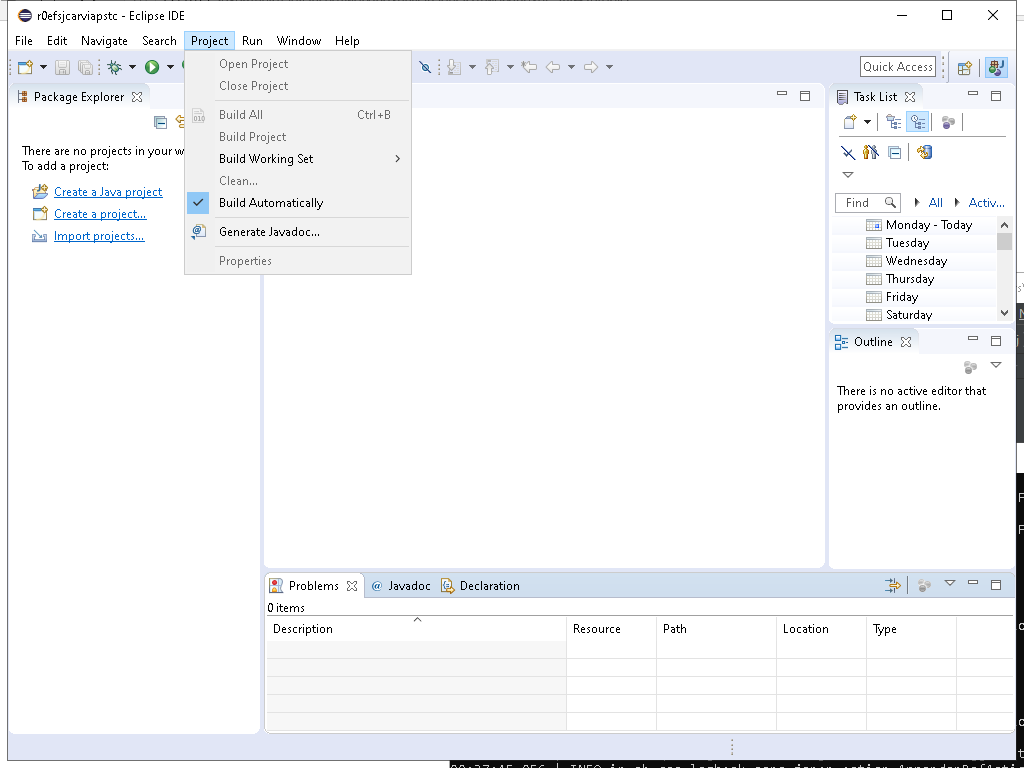 r0efsjcarviapstc - Eclipse IDE
File Edit Navigate Search Project Run Window Help
Quick Access
Open Project
Close Project
Build All Ctrl+B
Build Project
Build Working Set
Clean...
Build Automatically
Generate Javadoc...
Properties
Package Explorer
There are no projects in your w
To add a project:
Create a Java project
Create a project...
Import projects...
Task List
Find All Activ...
Monday - Today
Tuesday
Wednesday
Thursday
Friday
Saturday
Outline
There is no active editor that
provides an outline.
Problems @ Javadoc Declaration
0 items
Description Resource Path Location Type